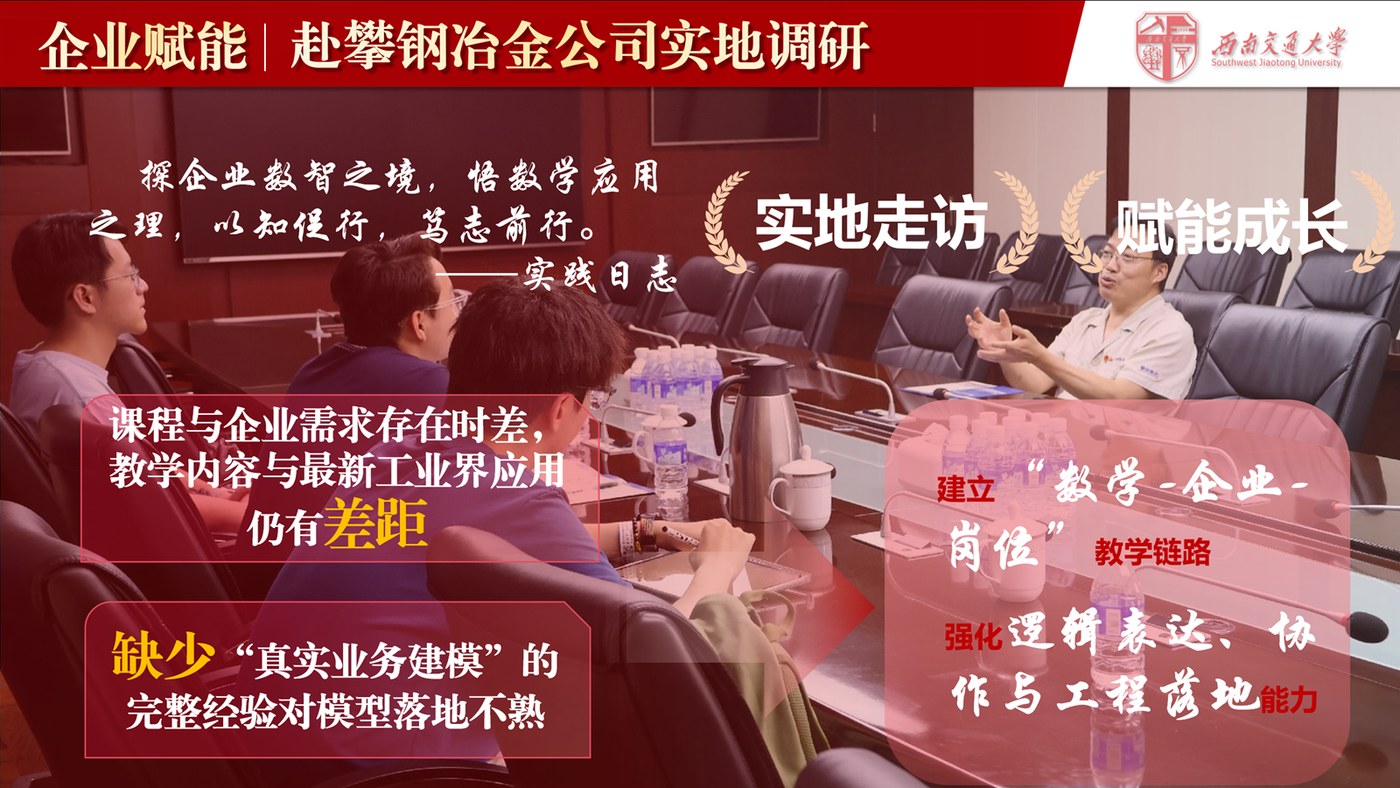 企业赋能 | 赴攀钢冶金公司实地调研
西南交通大学
Southwest Jiaotong University
探企业数智之境，悟数学应用
之理，以知促行，笃志前行。
——实践日志
实地走访
赋能成长
课程与企业需求存在时差，
教学内容与最新工业界应用
仍有差距
缺少“真实业务建模”的
完整经验对模型落地不熟
建立“数学-企业-
岗位”教学链路
强化逻辑表达、协
作与工程落地能力